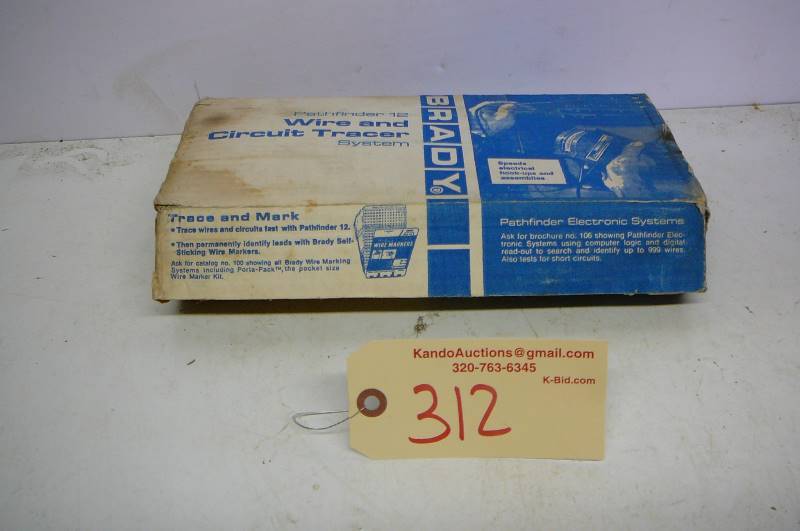 Pathfinder 12
Wire and
Circuit Tracer
System
BRADY®
Speeds
electrical
hook-ups and
assemblies
Trace and Mark
• Trace wires and circuits fast with Pathfinder 12.
• Then permanently identify leads with Brady Self-
Sticking Wire Markers.
Ask for catalog no. 100 showing all Brady Wire Marking
Systems including Porta-Pack™, the pocket size
Wire Marker Kit.
WIRE MARKERS
Pathfinder Electronic Systems
Ask for brochure no. 106 showing Pathfinder Elec-
tronic Systems using computer logic and digital
read-out to search and identify up to 999 wires.
Also tests for short circuits.
KandoAuctions@gmail.com
320-763-6345
K-Bid.com
312